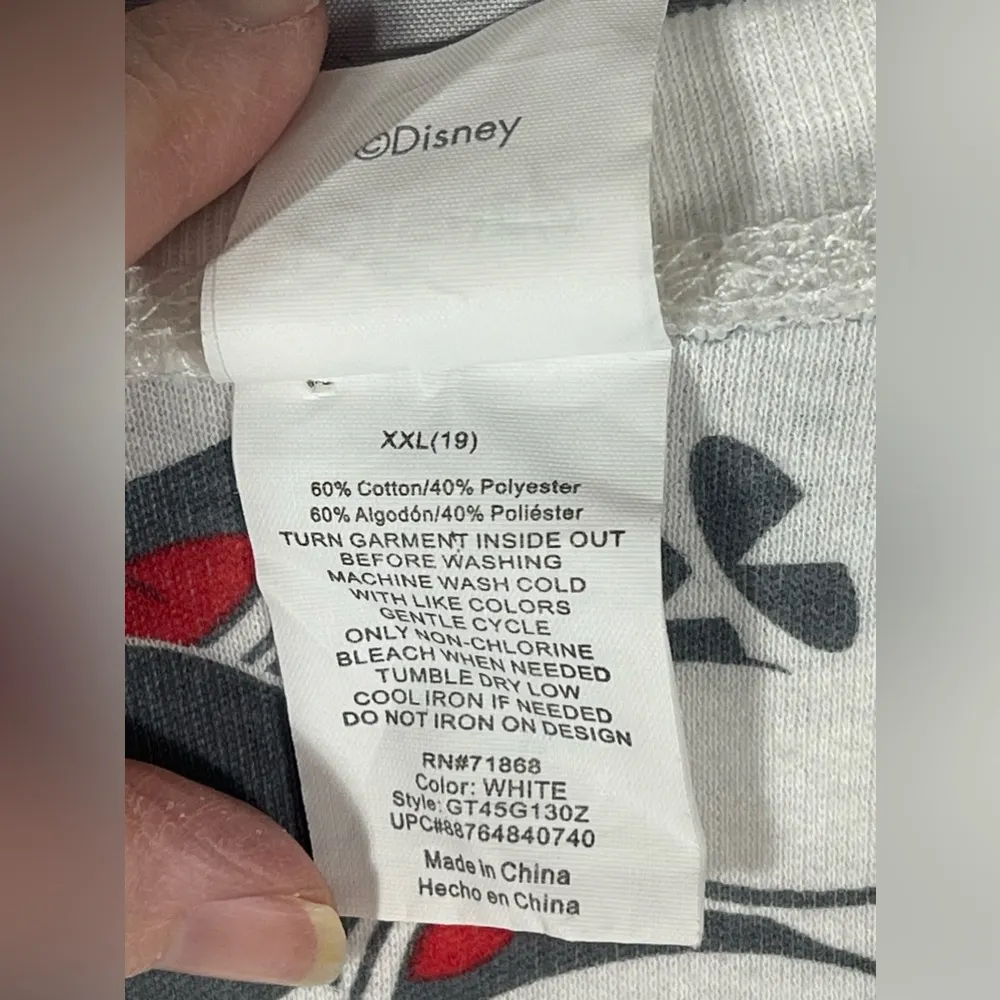 ©Disney
XXL(19)
60% Cotton/40% Polyester
60% Algodón/40% Poliéster
TURN GARMENT INSIDE OUT
BEFORE WASHING
MACHINE WASH COLD
WITH LIKE COLORS
GENTLE CYCLE
ONLY NON-CHLORINE
BLEACH WHEN NEEDED
TUMBLE DRY LOW
COOL IRON IF NEEDED
DO NOT IRON ON DESIGN
RN#71868
Color: WHITE
Style: GT45G130Z
UPC#88764840740
Made in China
Hecho en China